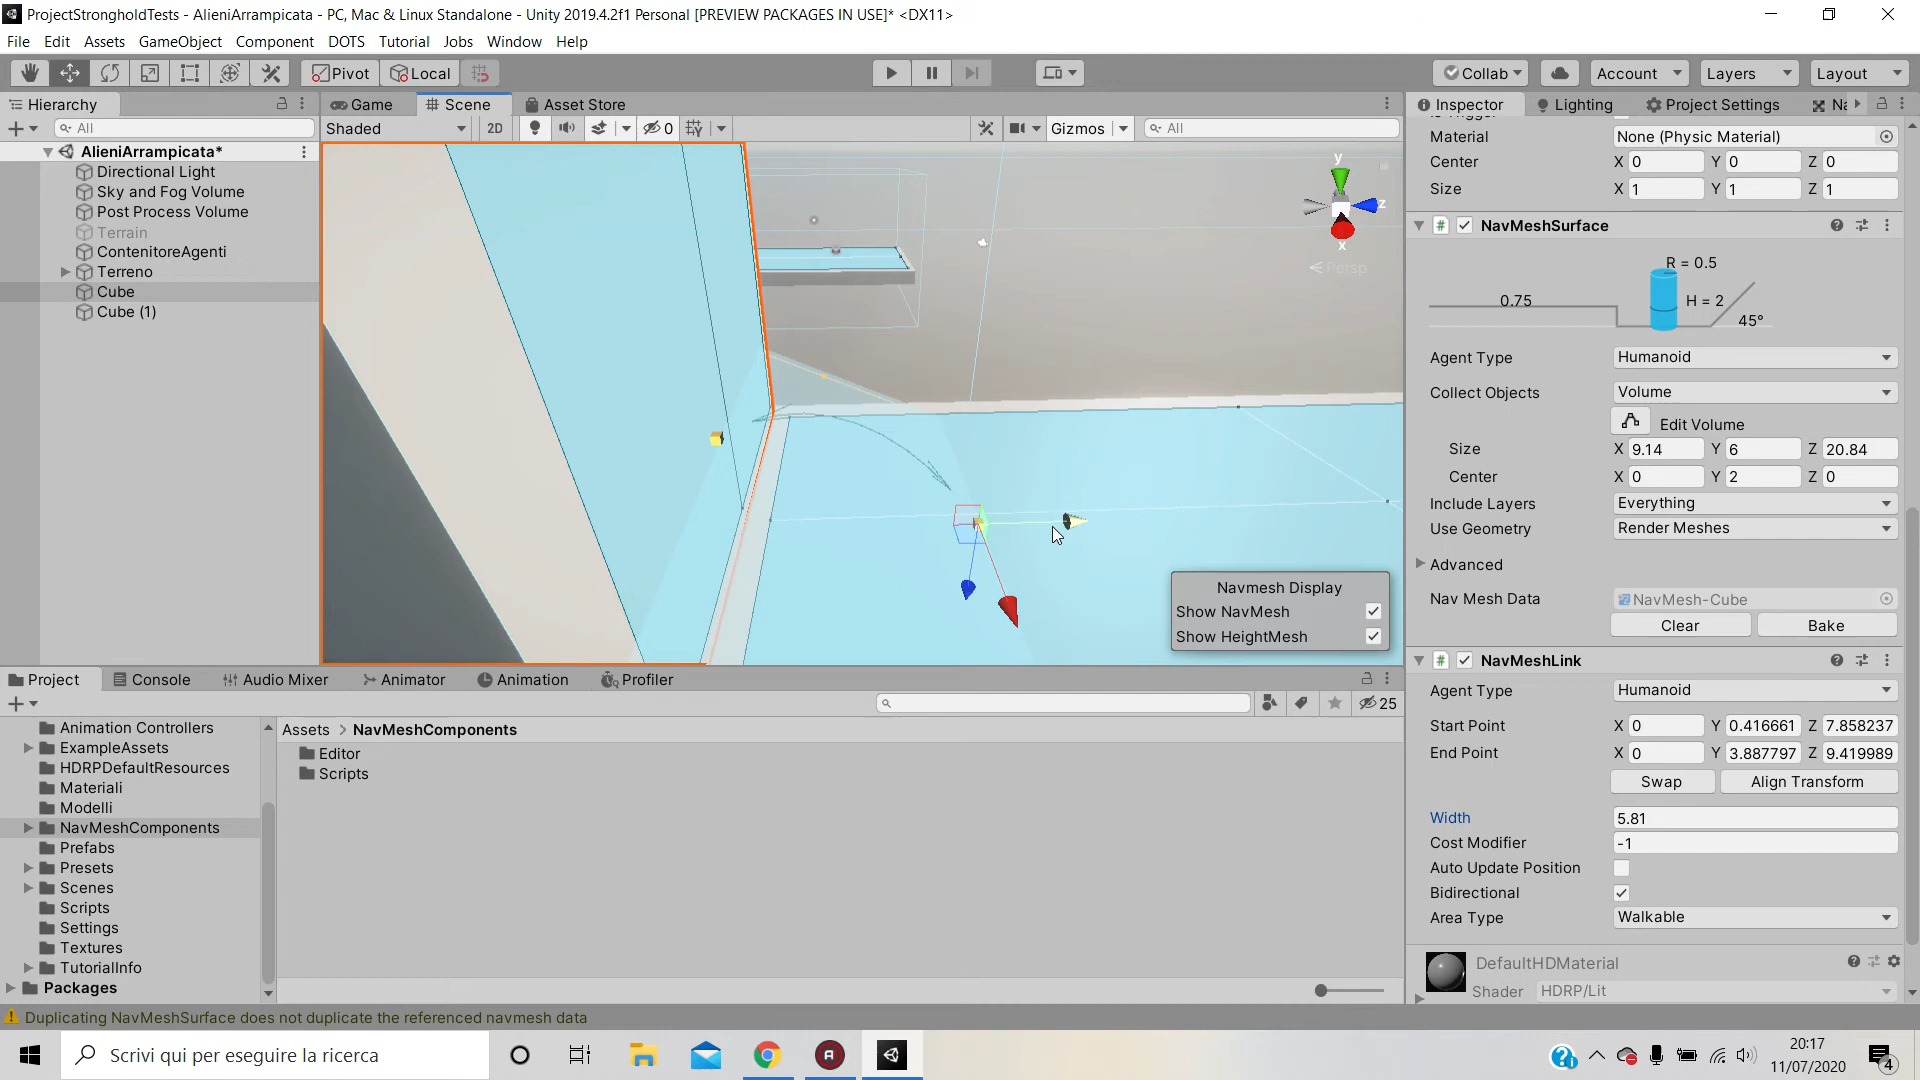 ProjectStrongholdTests - AlieniArrampicata - PC, Mac & Linux Standalone - Unity 2019.4.2f1 Personal [PREVIEW PACKAGES IN USE]* <DX11>
File Edit Assets GameObject Component DOTS Tutorial Jobs Window Help
Pivot Local Collab Account Layers Layout
Hierarchy
All
AlieniArrampicata*
Directional Light
Sky and Fog Volume
Post Process Volume
Terrain
ContenitoreAgenti
Terreno
Cube
Cube (1)
Game Scene Asset Store
Shaded 2D 0 Gizmos All
y
z
x
Persp
Navmesh Display
Show NavMesh
Show HeightMesh
Inspector Lighting Project Settings Na
Material None (Physic Material)
Center X 0 Y 0 Z 0
Size X 1 Y 1 Z 1
NavMeshSurface
R = 0.5
0.75 H = 2
45°
Agent Type Humanoid
Collect Objects Volume
Edit Volume
Size X 9.14 Y 6 Z 20.84
Center X 0 Y 2 Z 0
Include Layers Everything
Use Geometry Render Meshes
Advanced
Nav Mesh Data NavMesh-Cube
Clear Bake
NavMeshLink
Agent Type Humanoid
Start Point X 0 Y 0.416661 Z 7.858237
End Point X 0 Y 3.887797 Z 9.419989
Swap Align Transform
Width 5.81
Cost Modifier -1
Auto Update Position
Bidirectional
Area Type Walkable
DefaultHDMaterial
Shader HDRP/Lit
Project Console Audio Mixer Animator Animation Profiler
25
Animation Controllers
ExampleAssets
HDRPDefaultResources
Materiali
Modelli
NavMeshComponents
Prefabs
Presets
Scenes
Scripts
Settings
Textures
TutorialInfo
Packages
Assets > NavMeshComponents
Editor
Scripts
Duplicating NavMeshSurface does not duplicate the referenced navmesh data
Scrivi qui per eseguire la ricerca
20:17
11/07/2020
4